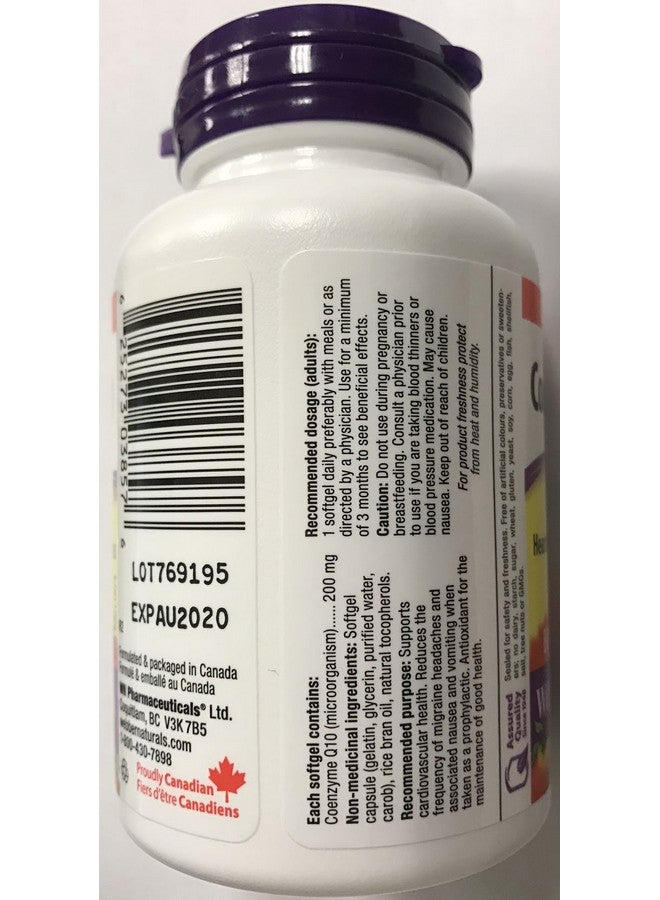 6 25273 03857 6
LOT769195
EXPAU2020
Formulated & packaged in Canada
Formulé & emballé au Canada
WN Pharmaceuticals® Ltd.
Coquitlam, BC V3K 7B5
webbernaturals.com
1-800-430-7898
Proudly Canadian
Fiers d'être Canadiens
Each softgel contains:
Coenzyme Q10 (microorganism)...... 200 mg
Non-medicinal ingredients: Softgel
capsule (gelatin, glycerin, purified water,
carob), rice bran oil, natural tocopherols.
Recommended purpose: Supports
cardiovascular health. Reduces the
frequency of migraine headaches and
associated nausea and vomiting when
taken as a prophylactic. Antioxidant for the
maintenance of good health.
Recommended dosage (adults):
1 softgel daily preferably with meals or as
directed by a physician. Use for a minimum
of 3 months to see beneficial effects.
Caution: Do not use during pregnancy or
breastfeeding. Consult a physician prior
to use if you are taking blood thinners or
blood pressure medication. May cause
nausea. Keep out of reach of children.
For product freshness protect
from heat and humidity.
Assured
Quality
Since 1946
Sealed for safety and freshness. Free of artificial colours, preservatives or sweeten-
ers; no dairy, starch, sugar, wheat, gluten, yeast, soy, corn, egg, fish, shellfish,
salt, tree nuts or GMOs.